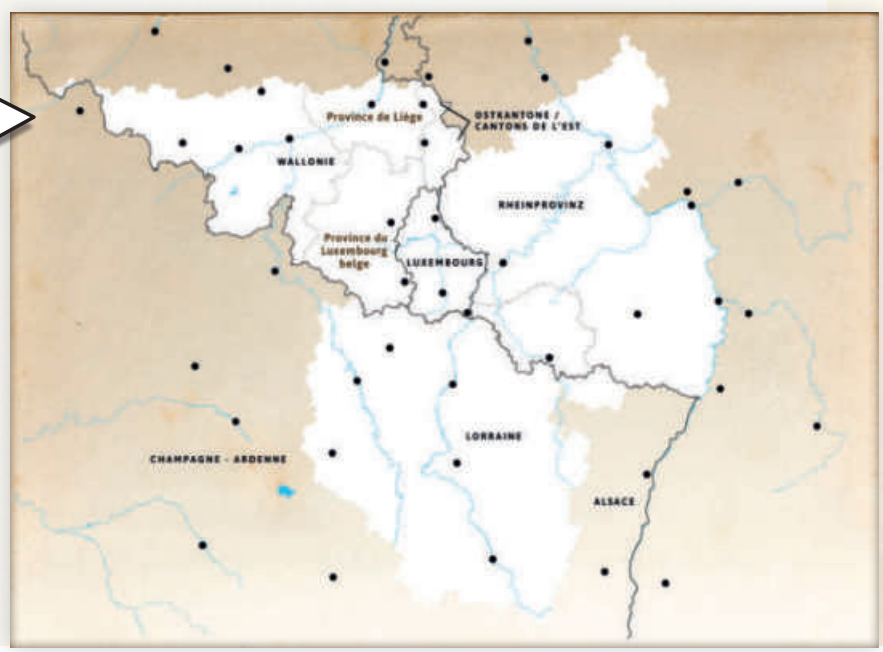 Province de Liège
OSTKANTONE /
CANTONS DE L'EST
WALLONIE
RHEINPROVINZ
Province du
Luxembourg
belge
LUXEMBOURG
LORRAINE
CHAMPAGNE - ARDENNE
ALSACE